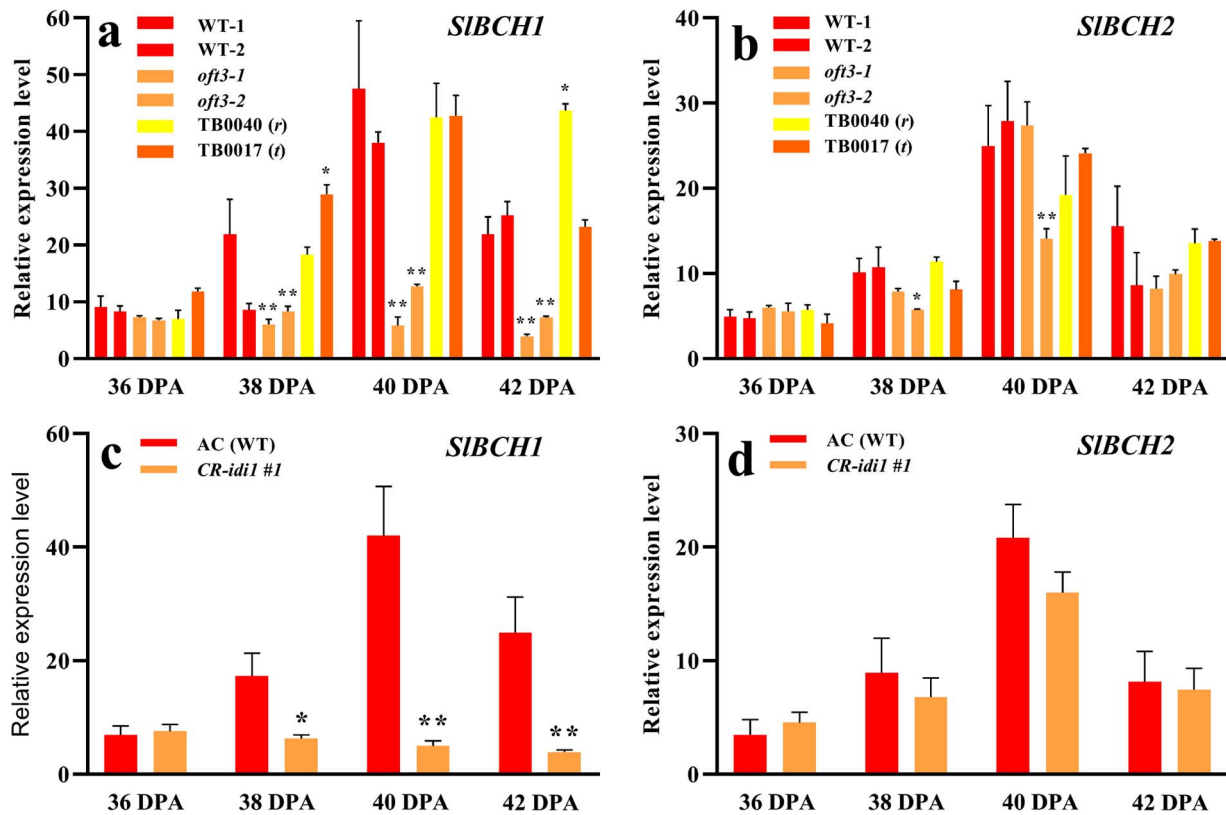 a
SlBCH1
WT-1
WT-2
oft3-1
oft3-2
TB0040 (r)
TB0017 (t)
Relative expression level
60
50
40
30
20
10
0
** ** *
** **
** ** *
36 DPA 38 DPA 40 DPA 42 DPA
b
SlBCH2
WT-1
WT-2
oft3-1
oft3-2
TB0040 (r)
TB0017 (t)
Relative expression level
40
30
20
10
0
*
**
36 DPA 38 DPA 40 DPA 42 DPA
c
SlBCH1
AC (WT)
CR-idi1 #1
Relative expression level
60
40
20
0
* ** **
36 DPA 38 DPA 40 DPA 42 DPA
d
SlBCH2
AC (WT)
CR-idi1 #1
Relative expression level
30
20
10
0
36 DPA 38 DPA 40 DPA 42 DPA